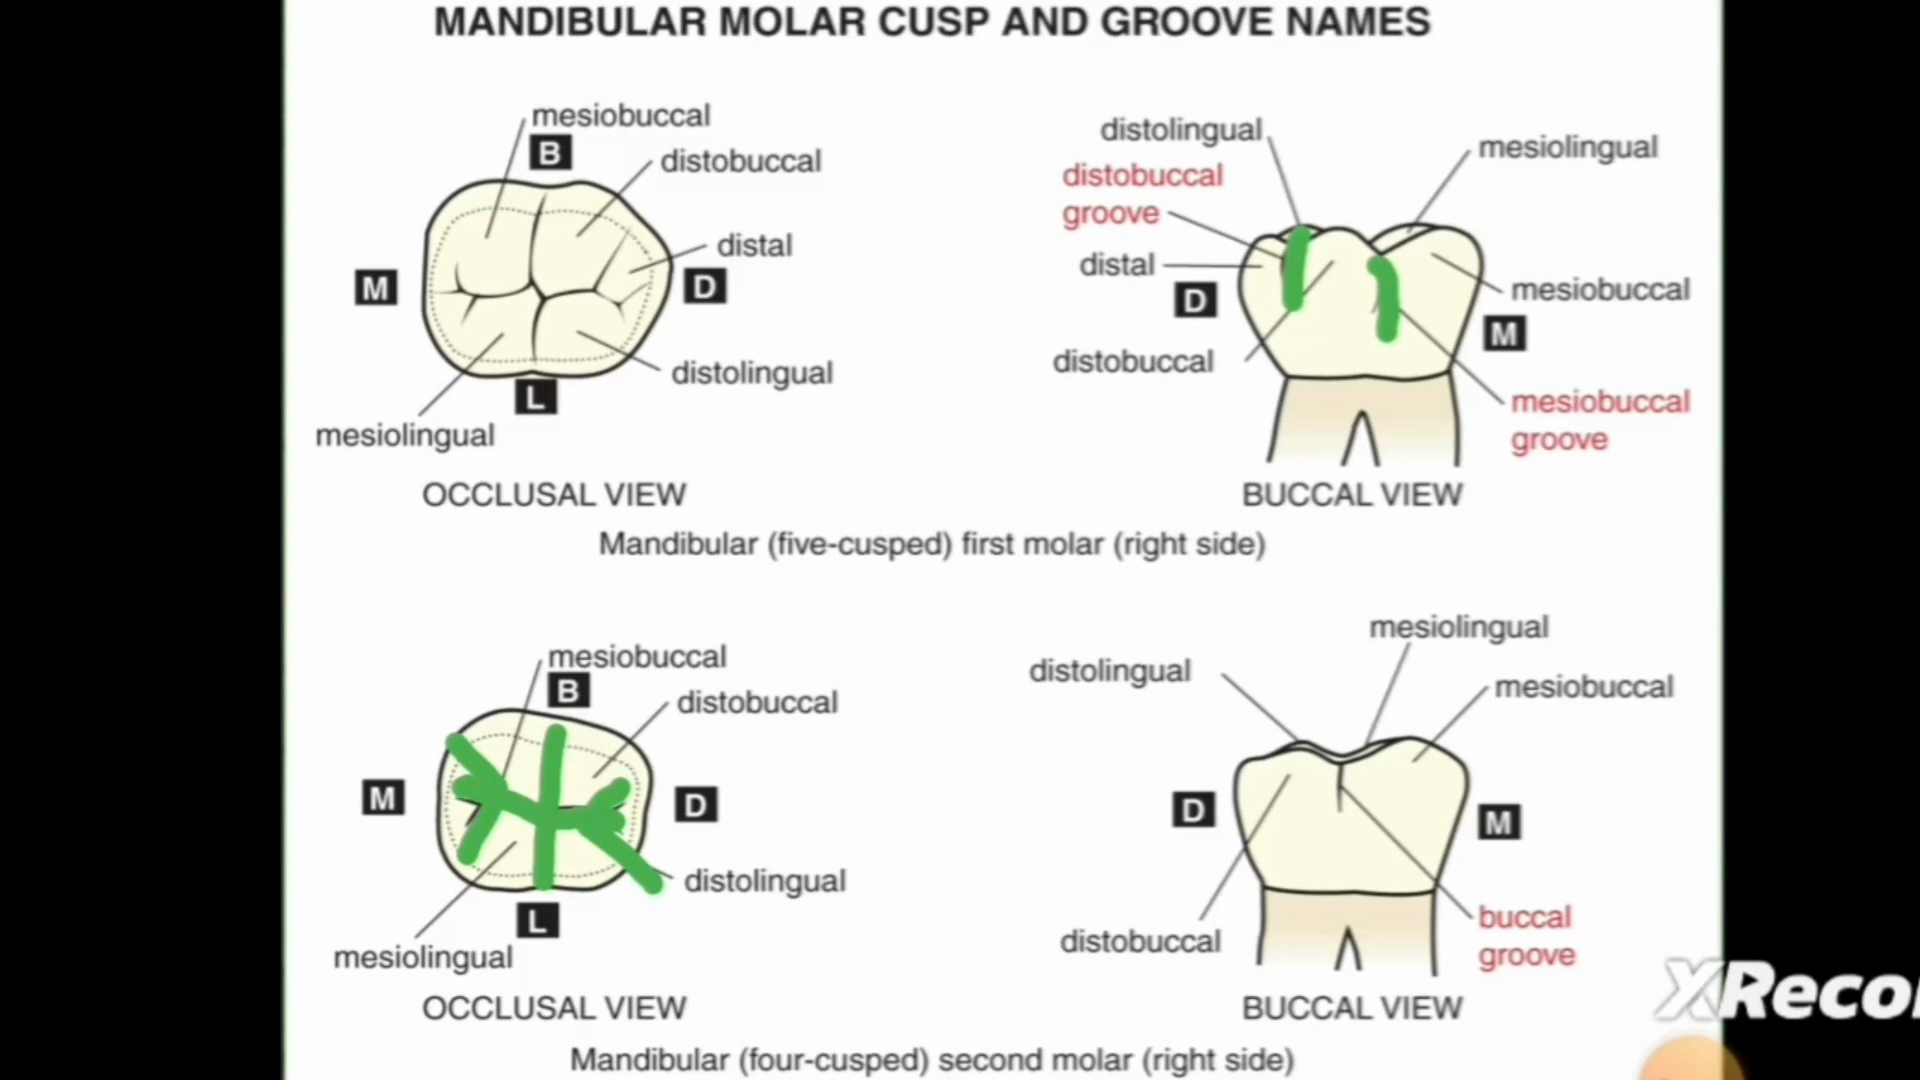 MANDIBULAR MOLAR CUSP AND GROOVE NAMES
mesiobuccal
B
distobuccal
distal
M
D
distolingual
L
mesiolingual
OCCLUSAL VIEW
distolingual
mesiolingual
distobuccal
groove
distal
D
mesiobuccal
M
distobuccal
mesiobuccal
groove
BUCCAL VIEW
Mandibular (five-cusped) first molar (right side)
mesiobuccal
B
distobuccal
M
D
distolingual
L
mesiolingual
OCCLUSAL VIEW
mesiolingual
distolingual
mesiobuccal
D
M
buccal
groove
distobuccal
BUCCAL VIEW
Mandibular (four-cusped) second molar (right side)